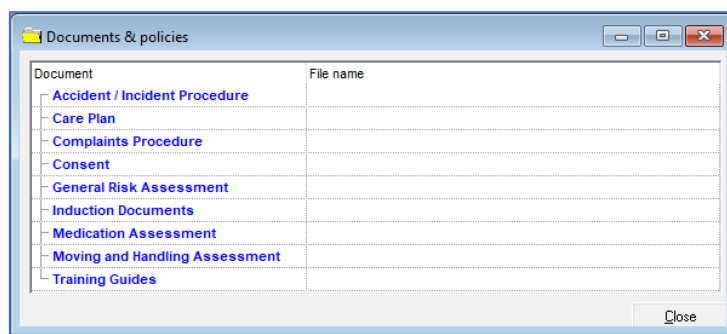 Documents & policies
Document File name
Accident / Incident Procedure
Care Plan
Complaints Procedure
Consent
General Risk Assessment
Induction Documents
Medication Assessment
Moving and Handling Assessment
Training Guides
Close